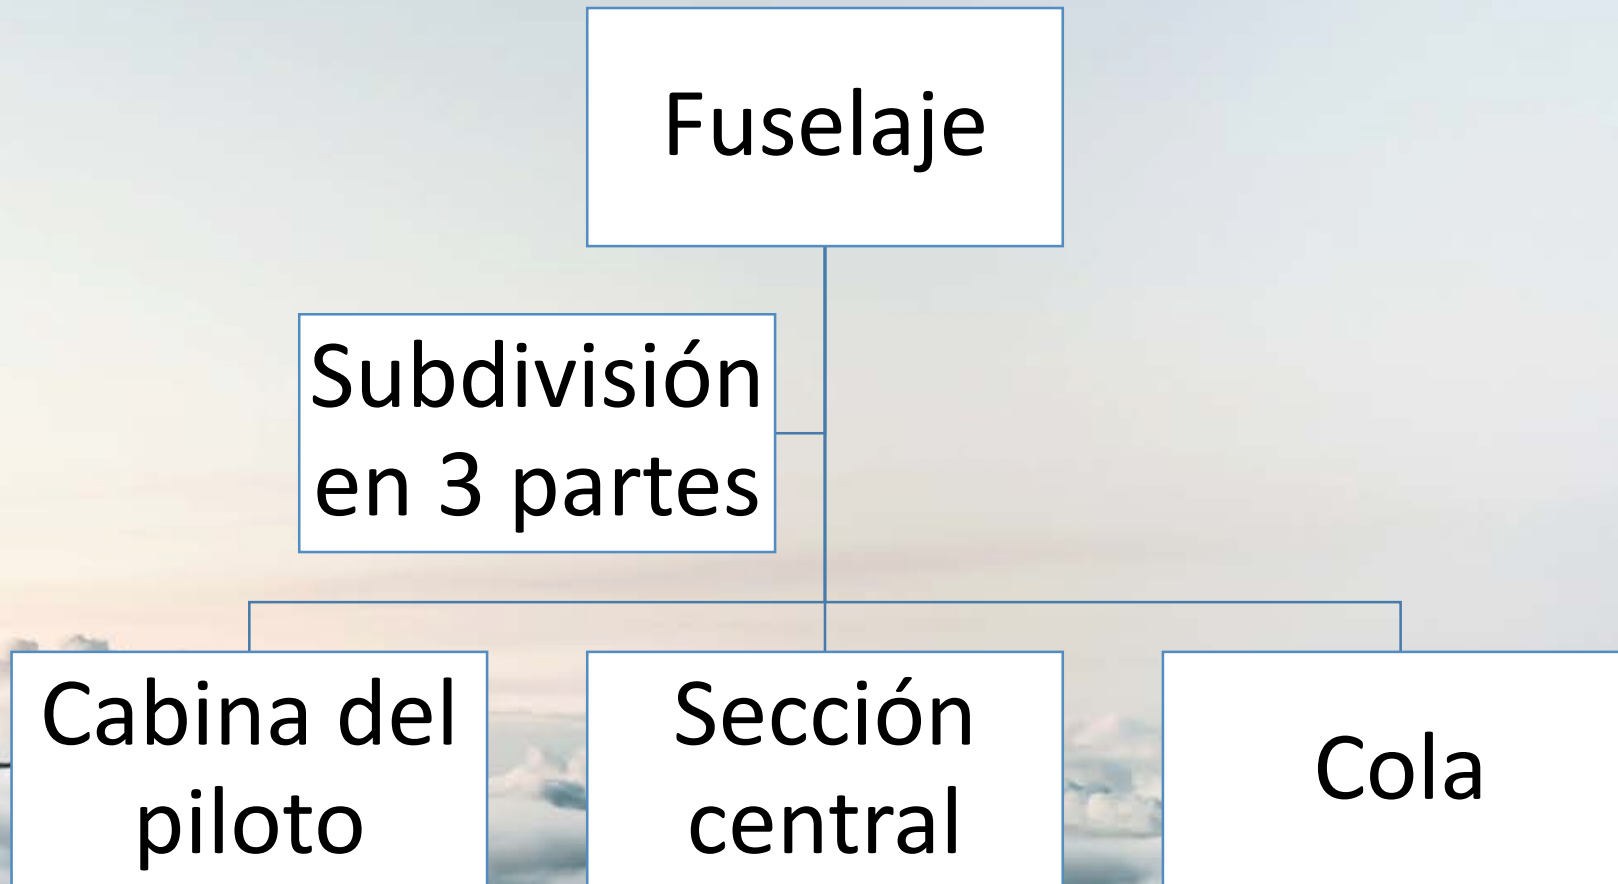 Fuselaje
Subdivisión
en 3 partes
Cabina del
piloto
Sección
central
Cola